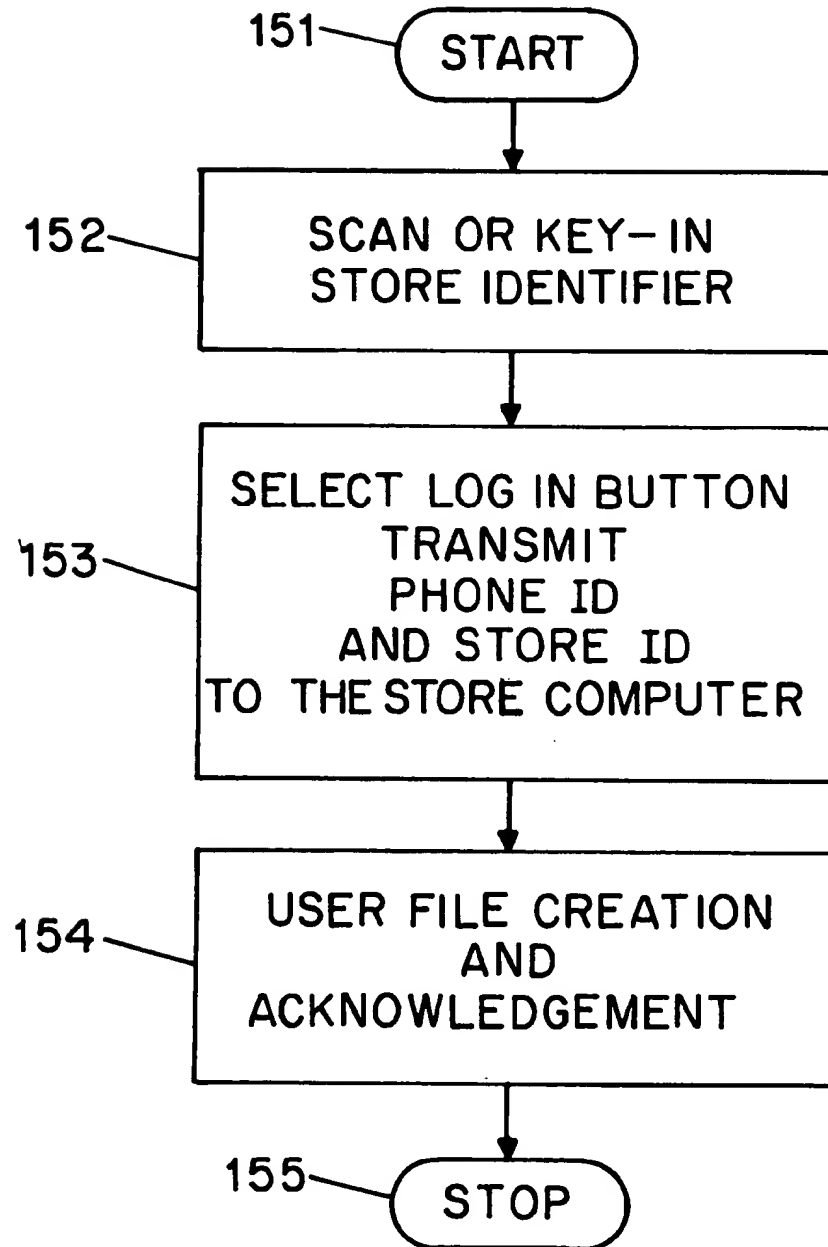 151
START
152
SCAN OR KEY-IN
STORE IDENTIFIER
153
SELECT LOG IN BUTTON
TRANSMIT
PHONE ID
AND STORE ID
TO THE STORE COMPUTER
154
USER FILE CREATION
AND
ACKNOWLEDGEMENT
155
STOP